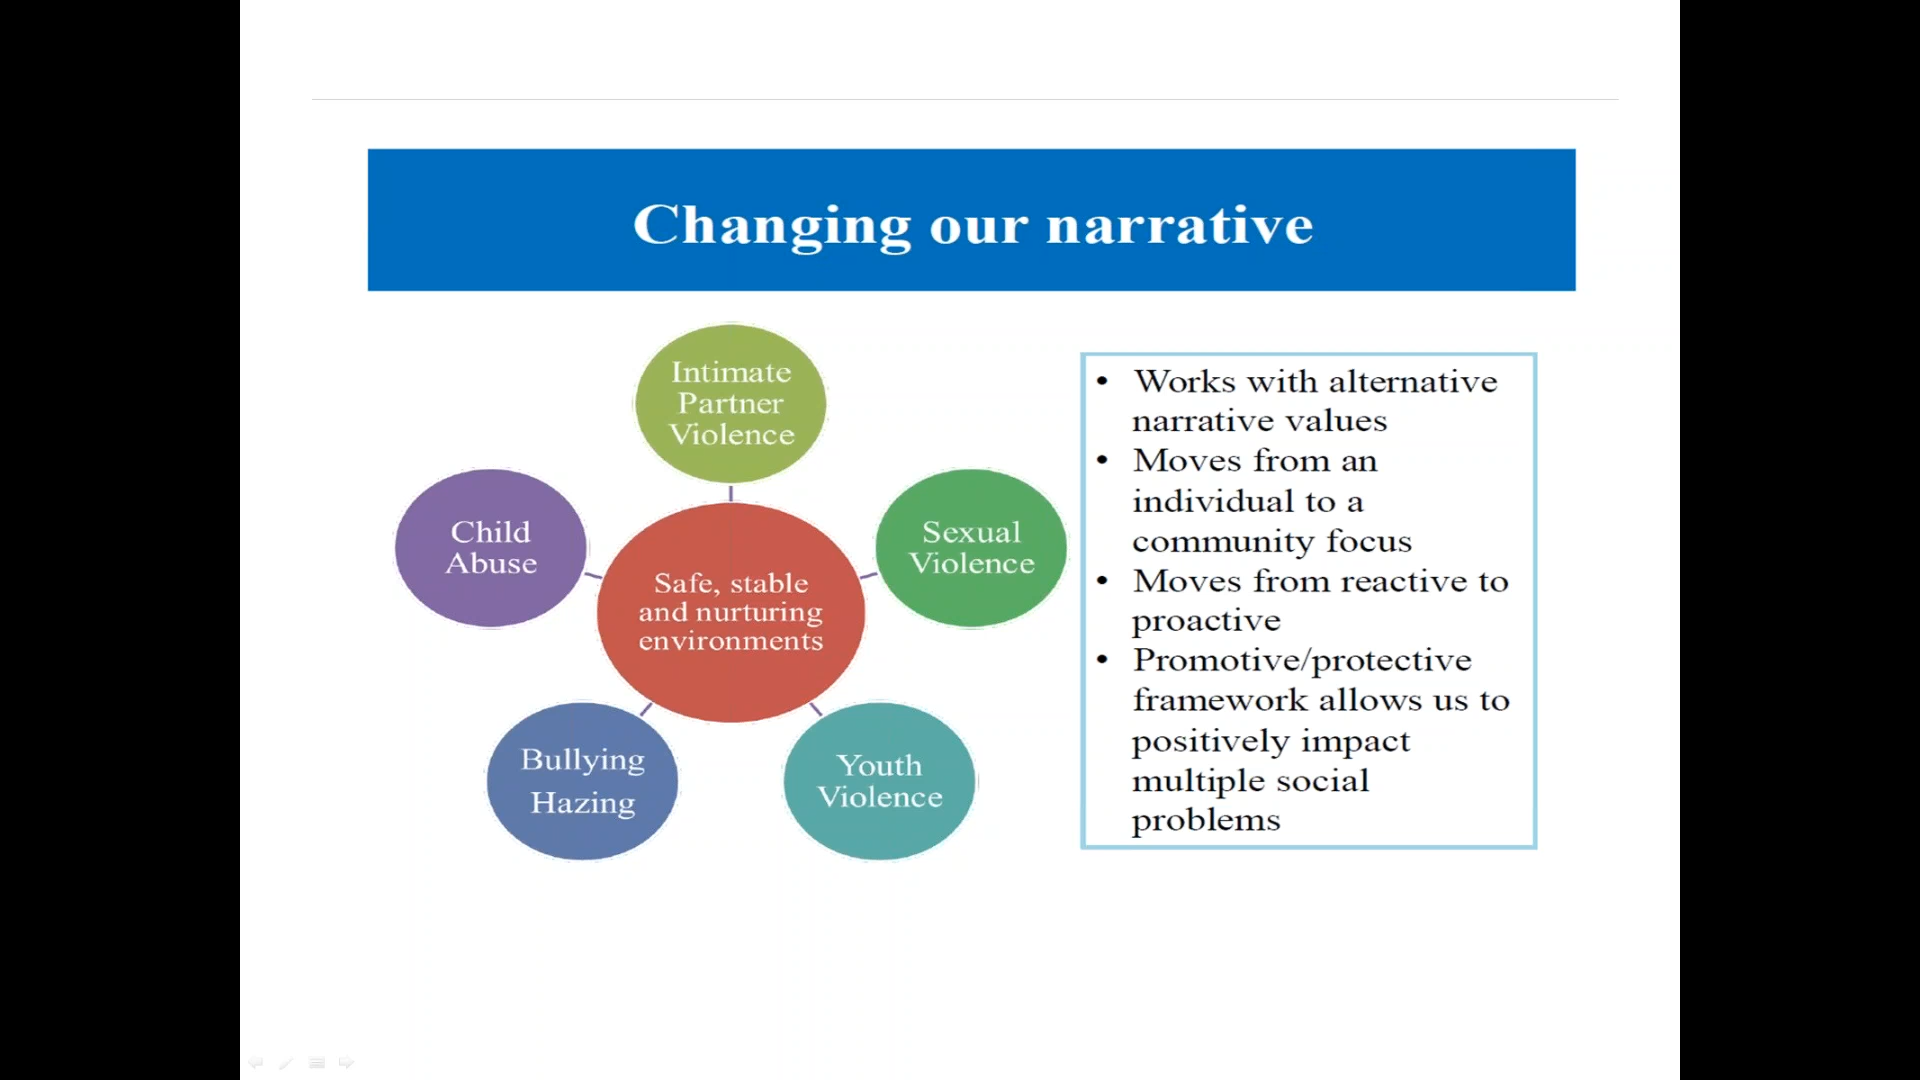 Changing our narrative
Intimate
Partner
Violence
Child
Abuse
Sexual
Violence
Safe, stable
and nurturing
environments
Bullying
Hazing
Youth
Violence
• Works with alternative
narrative values
• Moves from an
individual to a
community focus
• Moves from reactive to
proactive
• Promotive/protective
framework allows us to
positively impact
multiple social
problems